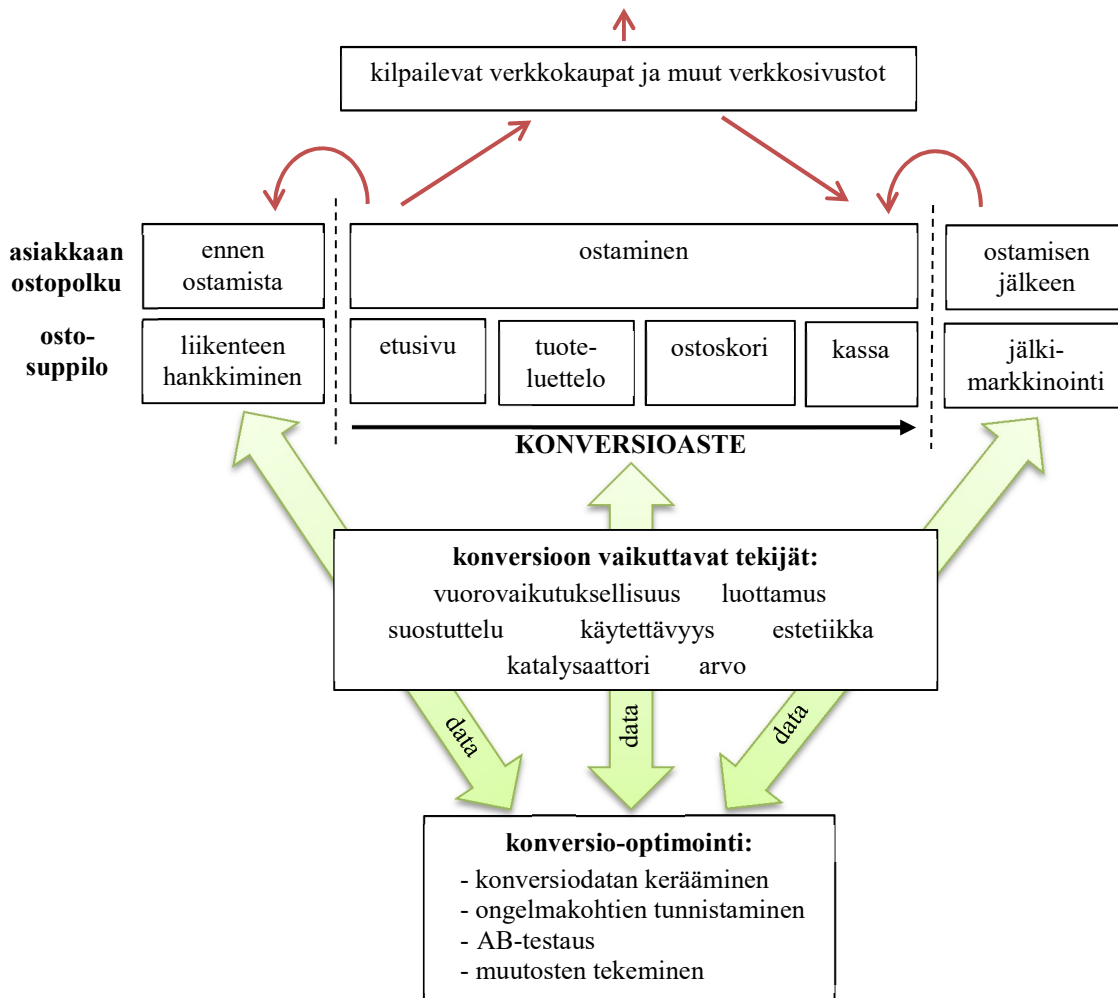 kilpailevat verkkokaupat ja muut verkkosivustot
asiakkaan
ostopolku
ennen
ostamista
ostaminen
ostamisen
jälkeen
osto-
suppilo
liikenteen
hankkiminen
etusivu
tuote-
luettelo
ostoskori
kassa
jälki-
markkinointi
KONVERSIOASTE
konversioon vaikuttavat tekijät:
vuorovaikutuksellisuus luottamus
suostuttelu käytettävyys estetiikka
katalysaattori arvo
data
data
data
konversio-optimointi:
- konversiodatan kerääminen
- ongelmakohtien tunnistaminen
- AB-testaus
- muutosten tekeminen